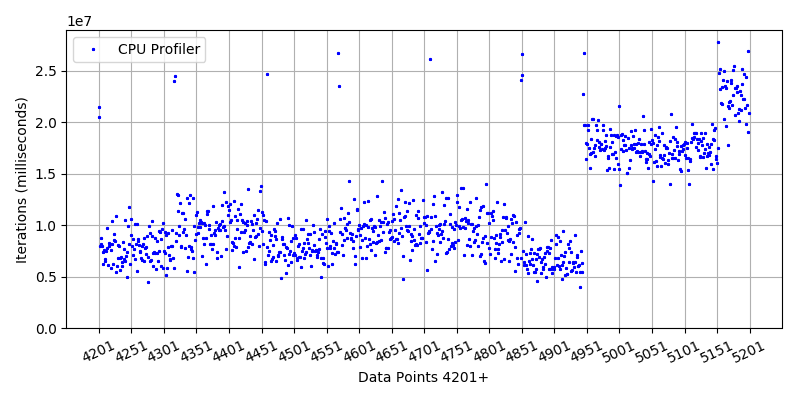 1e7
CPU Profiler
Iterations (milliseconds)
2.5
2.0
1.5
1.0
0.5
0.0
4201 4251 4301 4351 4401 4451 4501 4551 4601 4651 4701 4751 4801 4851 4901 4951 5001 5051 5101 5151 5201
Data Points 4201+